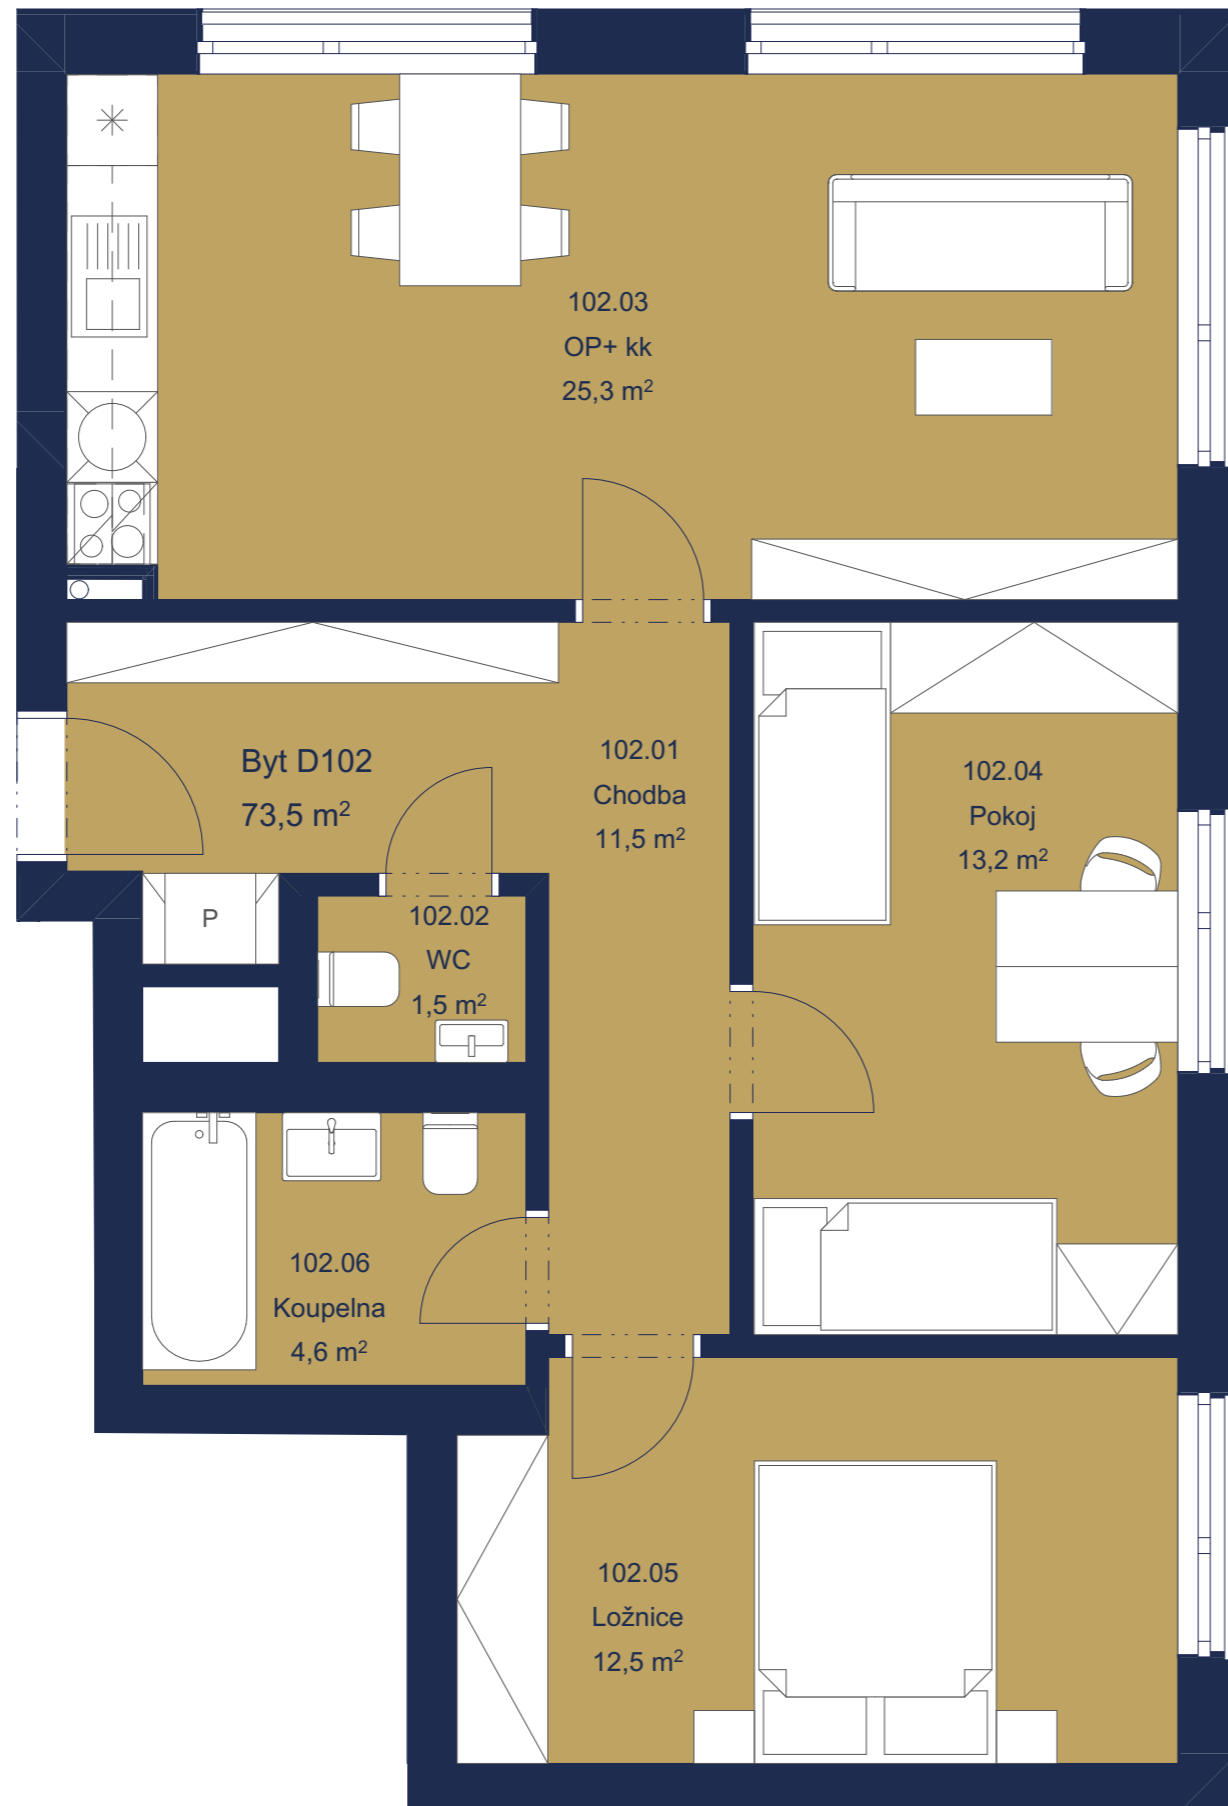 102.03
OP+ kk
25,3 m²
Byt D102
73,5 m²
102.01
Chodba
11,5 m²
102.04
Pokoj
13,2 m²
P
102.02
WC
1,5 m²
102.06
Koupelna
4,6 m²
102.05
Ložnice
12,5 m²